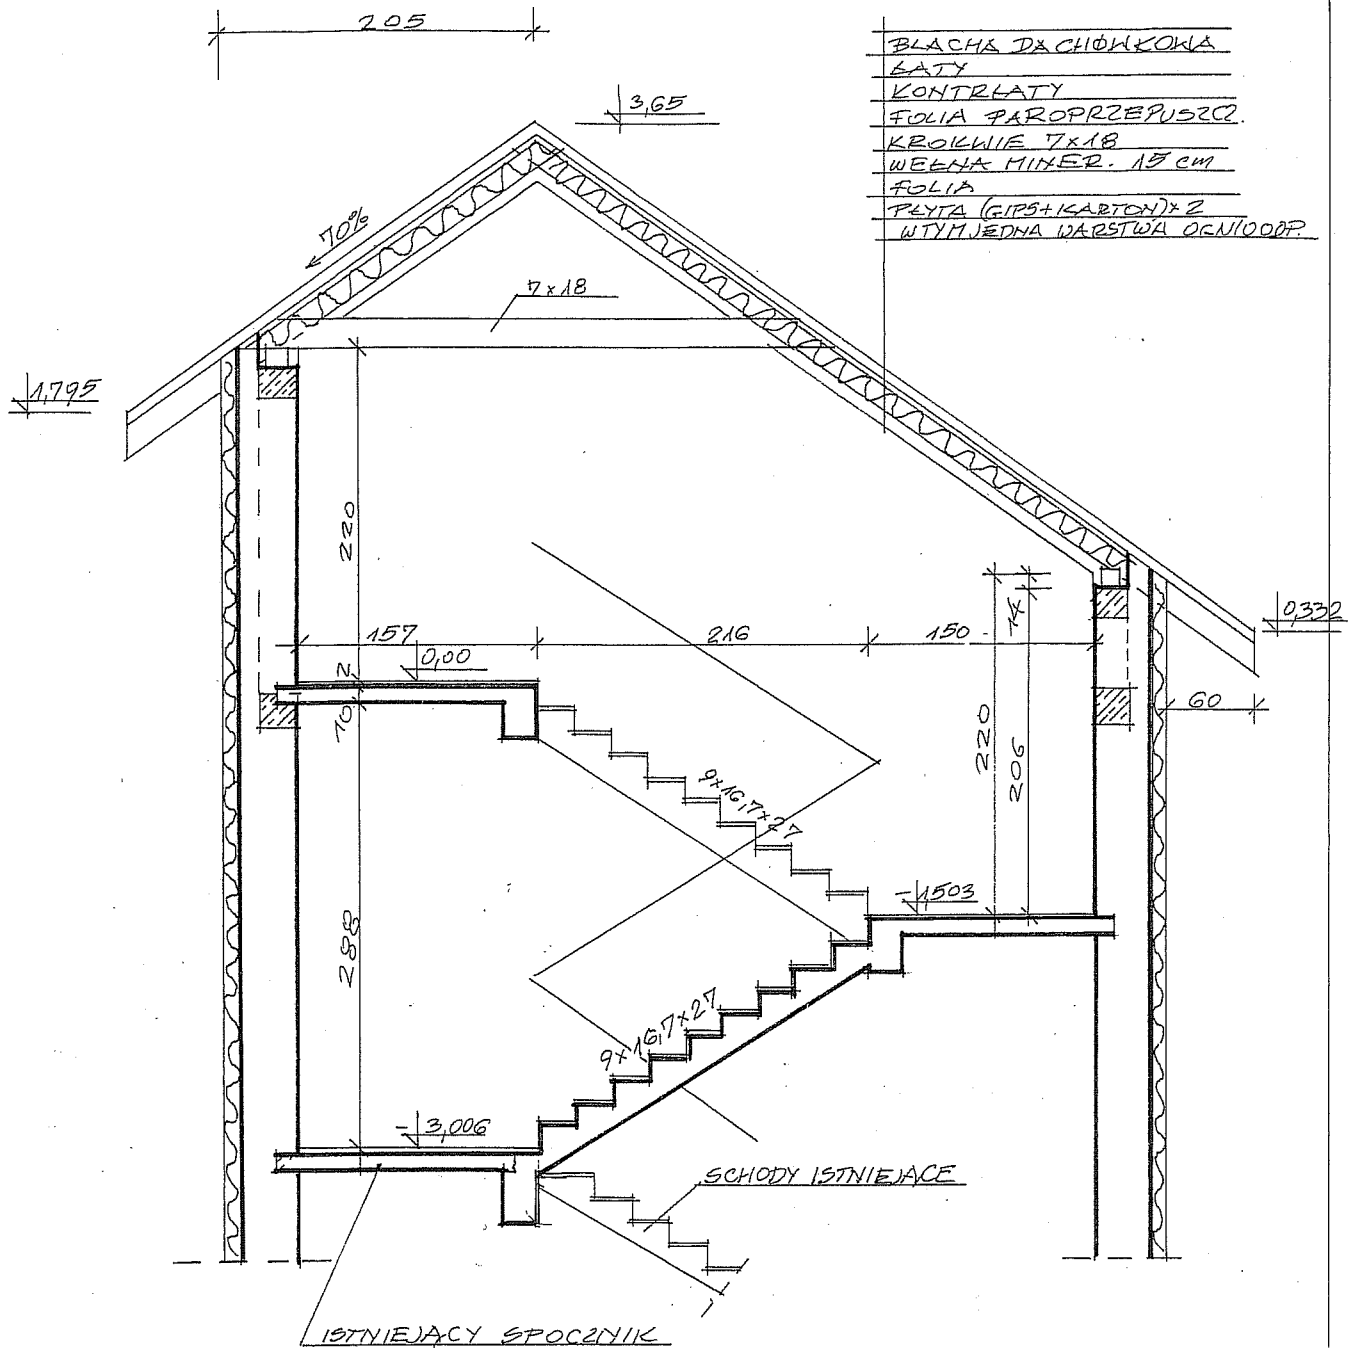 205
BLACHA DACHÓWKOWA
ŁATY
KONTRŁATY
FOLIA PAROPRZEPUSZCZ.
KROKWIE 7x18
WEŁNA MINER. 15 cm
FOLIA
PŁYTA (GIPS+KARTON)x2
W TYM JEDNA WARSTWA OGNIOODP.
3,65
70%
7x18
1,795
220
14
0,332
157
216
150
0,00
2
10
60
220
206
9x16,7x27
-1,503
288
9x16,7x27
-3,006
SCHODY ISTNIEJĄCE
ISTNIEJĄCY SPOCZNIK